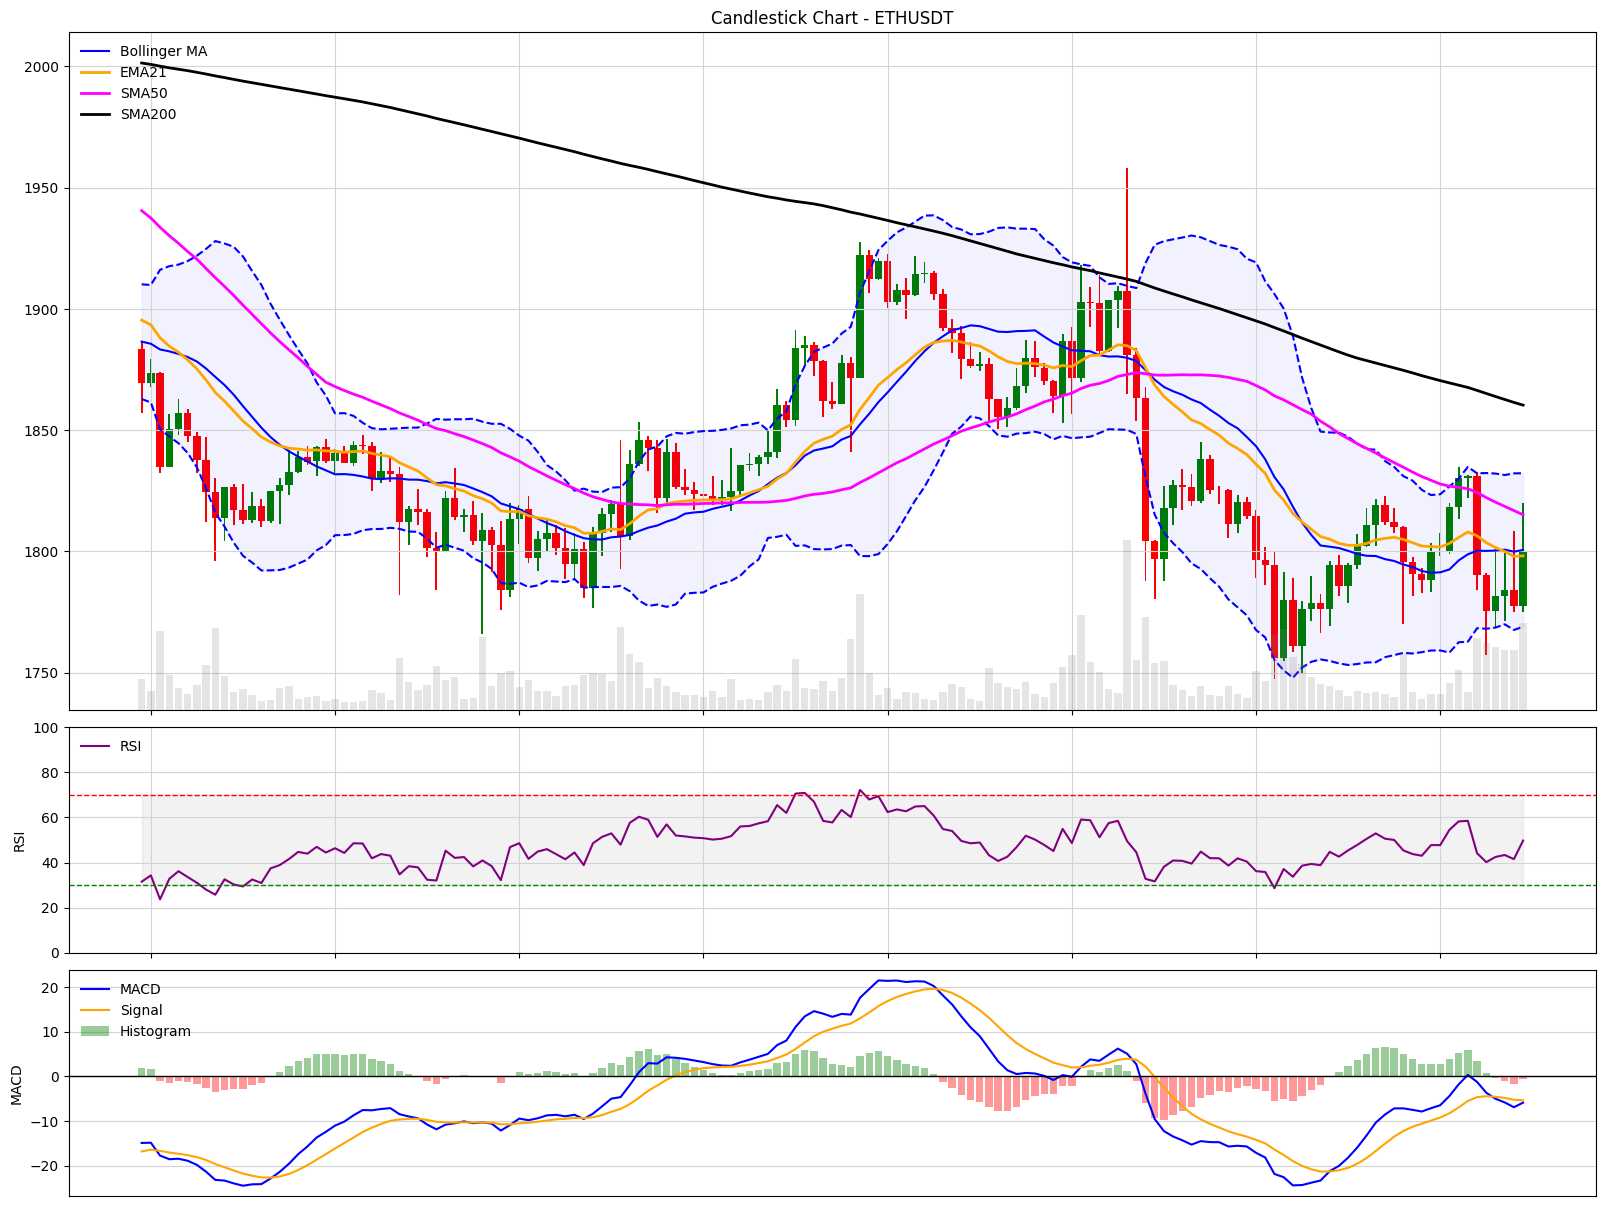 Candlestick Chart - ETHUSDT
Bollinger MA
EMA21
SMA50
SMA200
2000
1950
1900
1850
1800
1750
RSI
100
80
60
40
20
0
RSI
MACD
Signal
Histogram
20
10
0
−10
−20
MACD